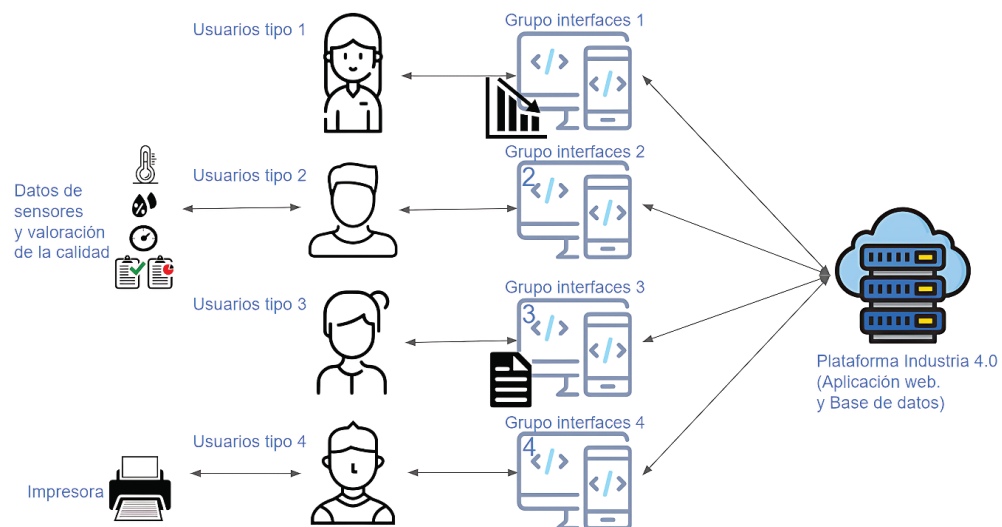 Usuarios tipo 1
Grupo interfaces 1
</>
</>
Usuarios tipo 2
Grupo interfaces 2
2
</>
</>
Datos de
sensores
y valoración
de la calidad
%
Usuarios tipo 3
Grupo interfaces 3
3
</>
</>
Plataforma Industria 4.0
(Aplicación web.
y Base de datos)
Usuarios tipo 4
Grupo interfaces 4
4
</>
</>
Impresora